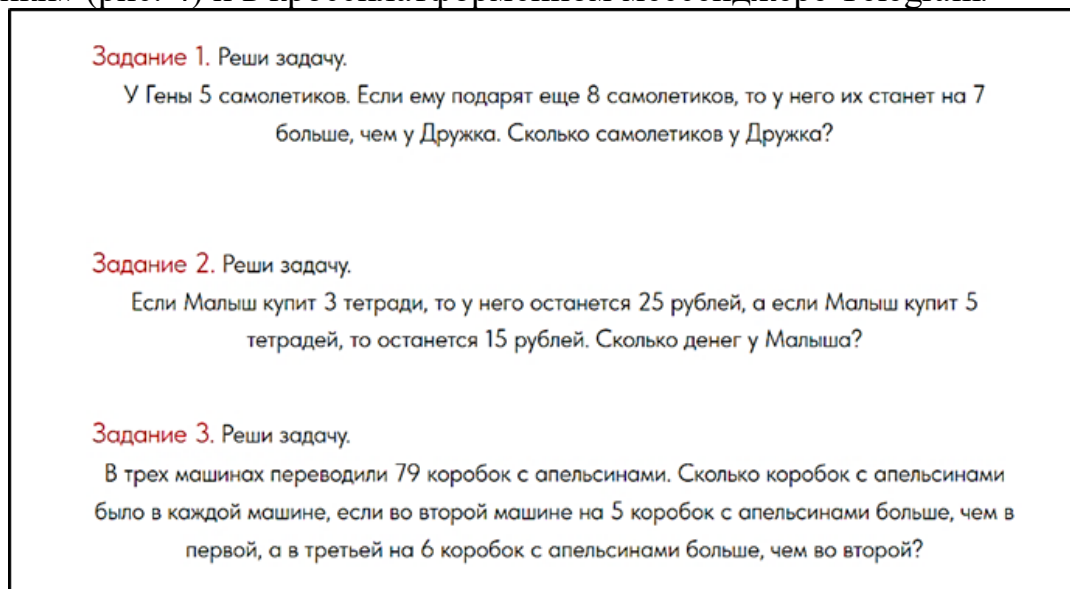 Задание 1. Реши задачу.
У Гены 5 самолетиков. Если ему подарят еще 8 самолетиков, то у него их станет на 7
больше, чем у Дружка. Сколько самолетиков у Дружка?
Задание 2. Реши задачу.
Если Малыш купит 3 тетради, то у него останется 25 рублей, а если Малыш купит 5
тетрадей, то останется 15 рублей. Сколько денег у Малыша?
Задание 3. Реши задачу.
В трех машинах переводили 79 коробок с апельсинами. Сколько коробок с апельсинами
было в каждой машине, если во второй машине на 5 коробок с апельсинами больше, чем в
первой, а в третьей на 6 коробок с апельсинами больше, чем во второй?